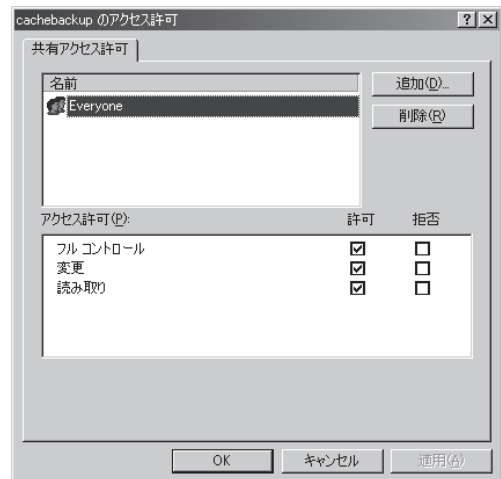 cachebackup のアクセス許可
共有アクセス許可
名前
Everyone
追加(D)...
削除(R)
アクセス許可(P): 許可 拒否
フル コントロール
変更
読み取り
OK キャンセル 適用(A)